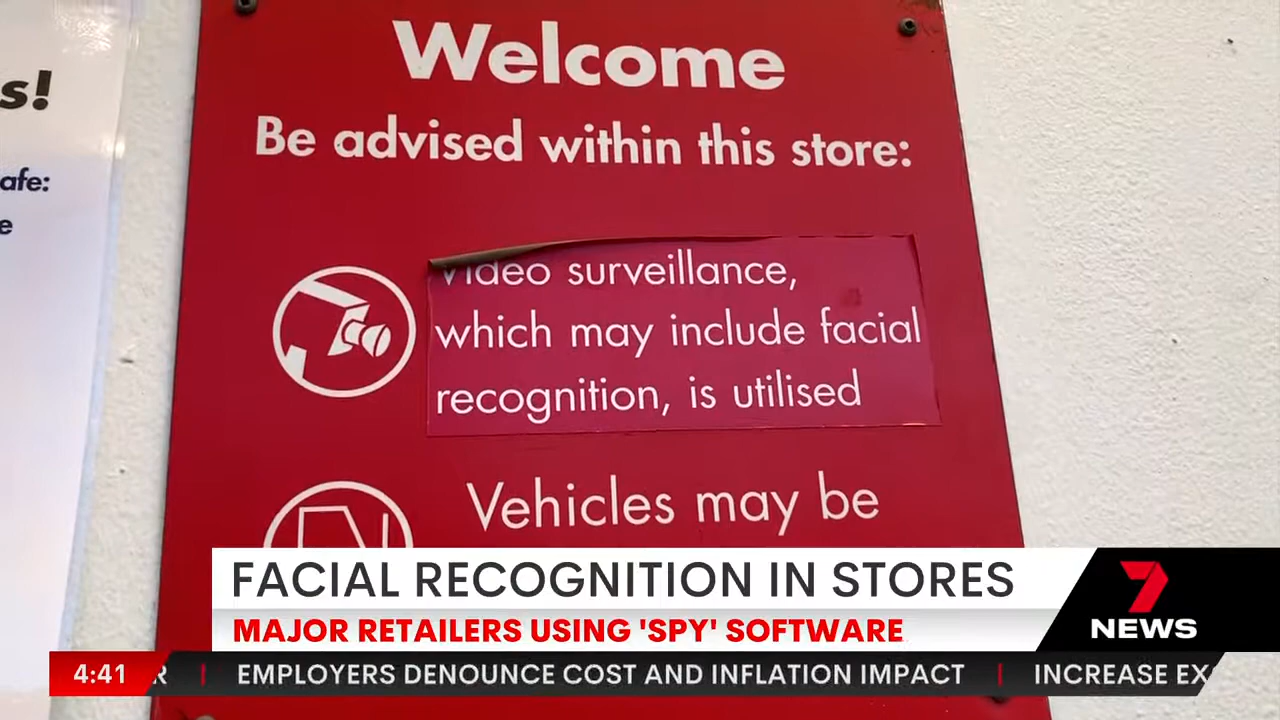 s!
afe:
e
Welcome
Be advised within this store:
Video surveillance,
which may include facial
recognition, is utilised
Vehicles may be
FACIAL RECOGNITION IN STORES
MAJOR RETAILERS USING 'SPY' SOFTWARE
7
NEWS
4:41 R | EMPLOYERS DENOUNCE COST AND INFLATION IMPACT | INCREASE EX